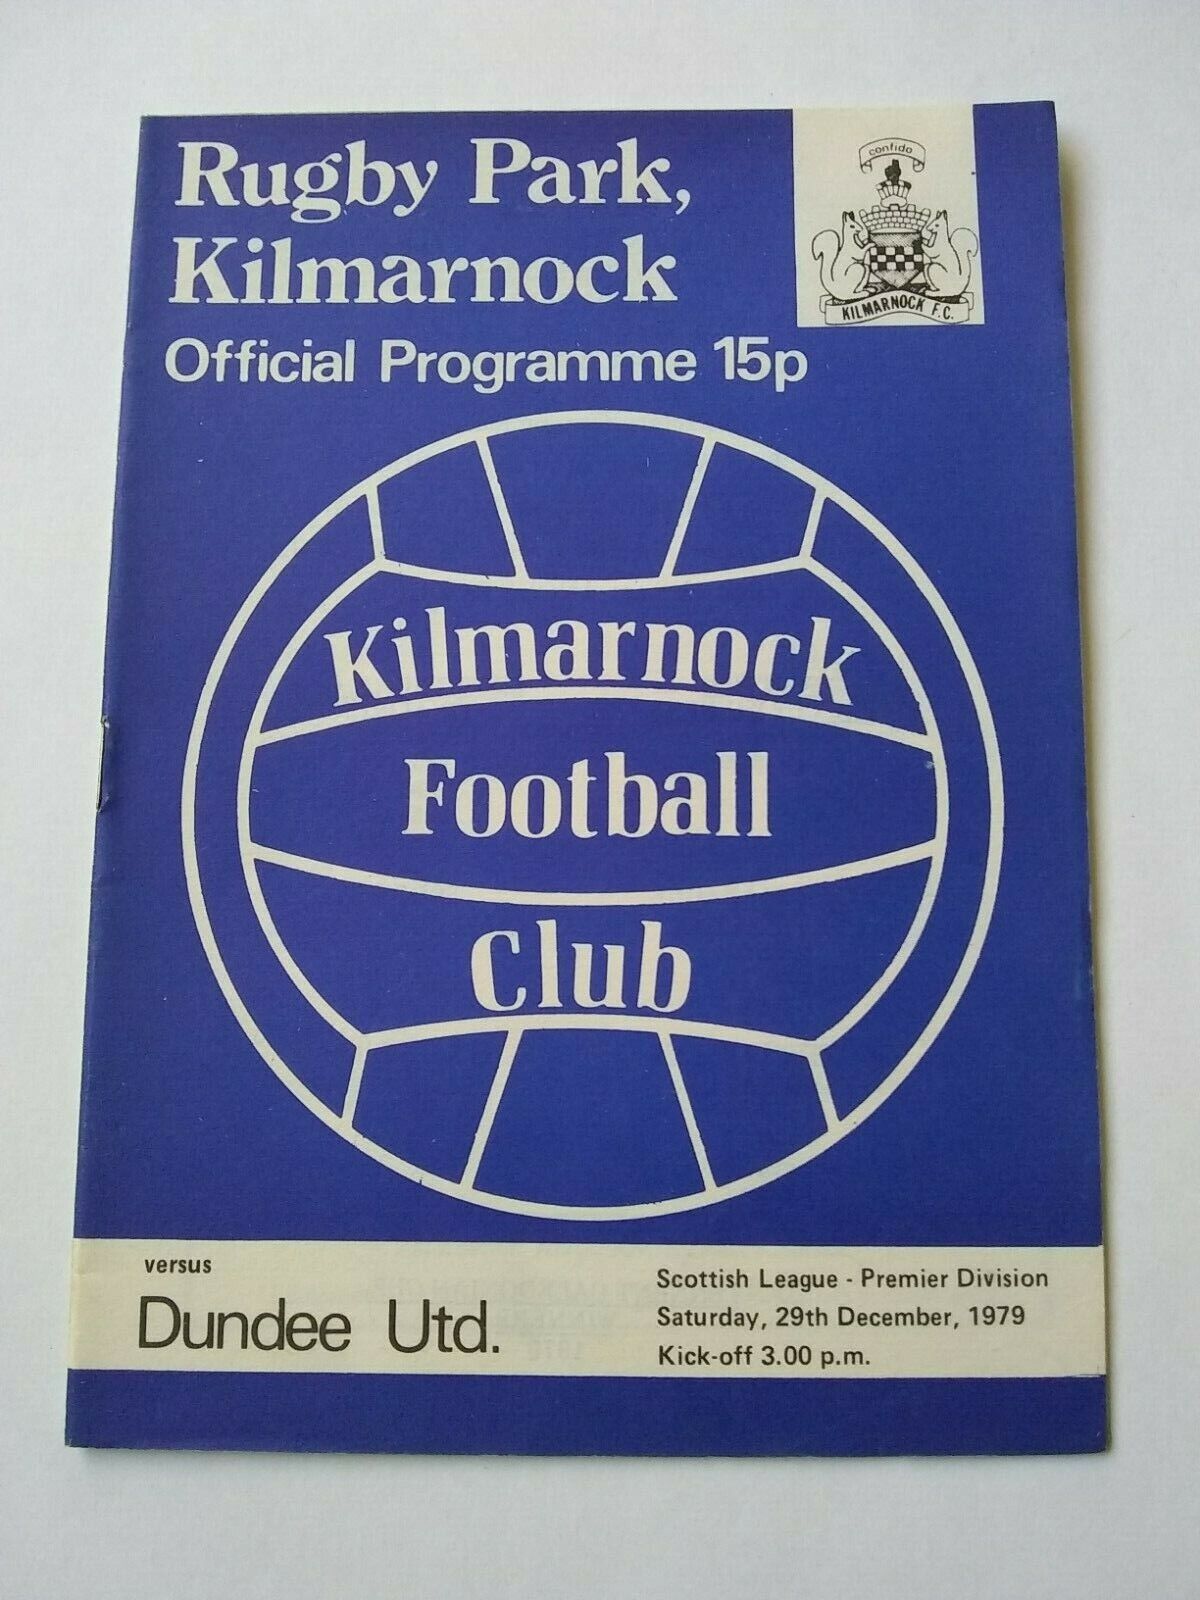 Rugby Park,
Kilmarnock
Official Programme 15p
confido
KILMARNOCK F.C.
Kilmarnock
Football
Club
versus
Dundee Utd.
Scottish League - Premier Division
Saturday, 29th December, 1979
Kick-off 3.00 p.m.